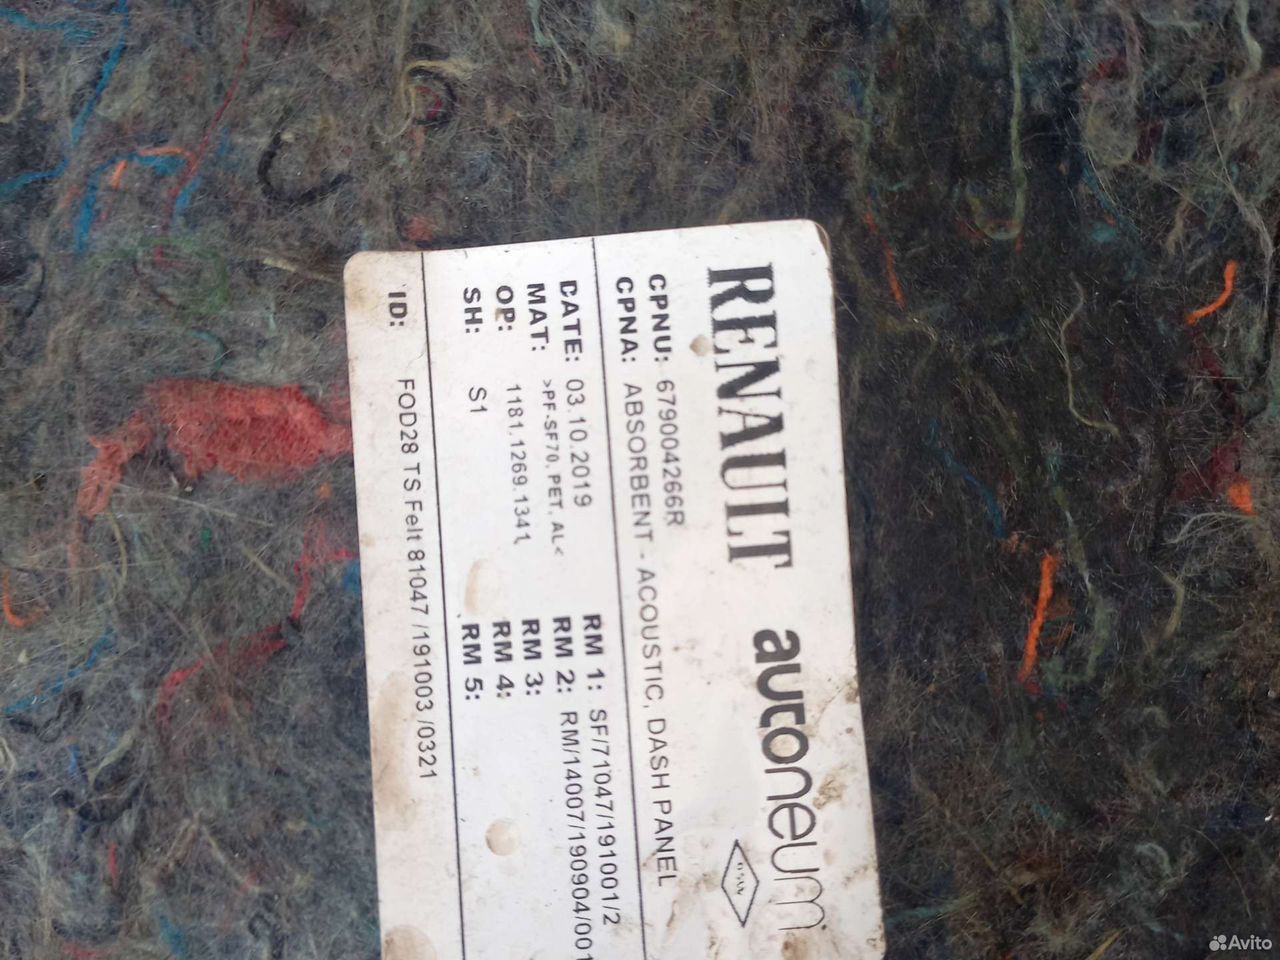 RENAULT autoneum
CPNU: 679004266R
CPNA: ABSORBENT - ACOUSTIC, DASH PANEL
DATE: 03.10.2019 RM 1: SF/71047/191001/2
MAT: >PF-SF70, PET, AL< RM 2: RM/14007/190904/001
OP: 1181.1269.1341, RM 3:
SH: S1 RM 4:
RM 5:
ID: FOD28 TS Felt 81047 /191003 /0321
Avito